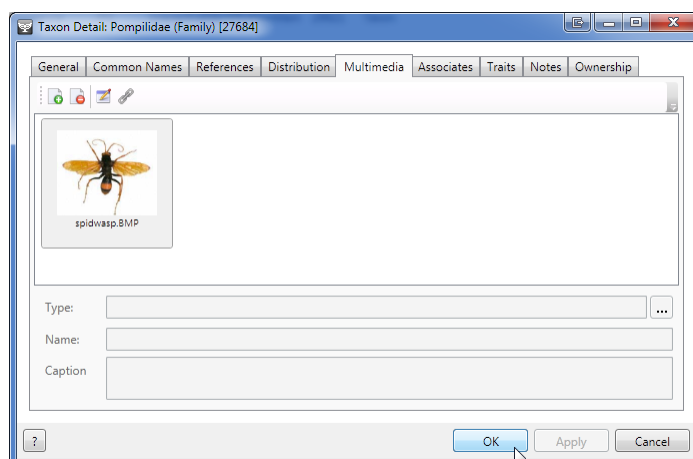 Taxon Detail: Pompilidae (Family) [27684]
General Common Names References Distribution Multimedia Associates Traits Notes Ownership
spidwasp.BMP
Type:
...
Name:
Caption
? OK Apply Cancel